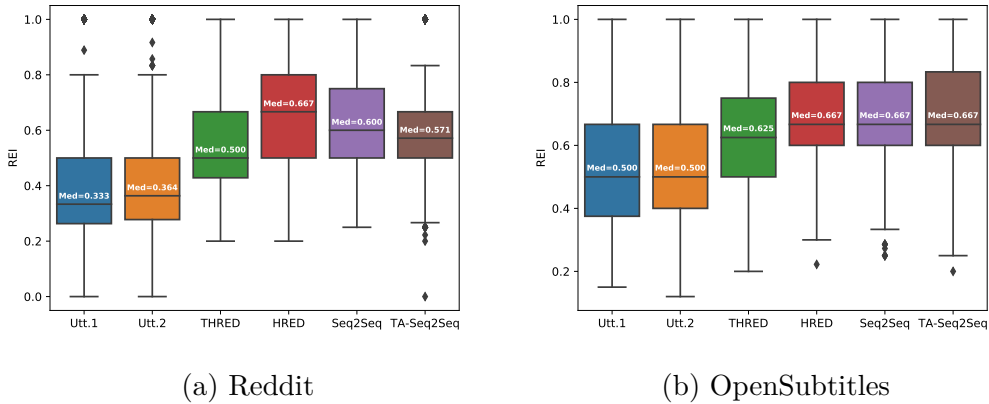 REI
1.0
0.8
0.6
0.4
0.2
0.0
Med=0.333
Med=0.364
Med=0.500
Med=0.667
Med=0.600
Med=0.571
Utt.1 Utt.2 THRED HRED Seq2Seq TA-Seq2Seq
(a) Reddit
REI
1.0
0.8
0.6
0.4
0.2
Med=0.500
Med=0.500
Med=0.625
Med=0.667
Med=0.667
Med=0.667
Utt.1 Utt.2 THRED HRED Seq2Seq TA-Seq2Seq
(b) OpenSubtitles